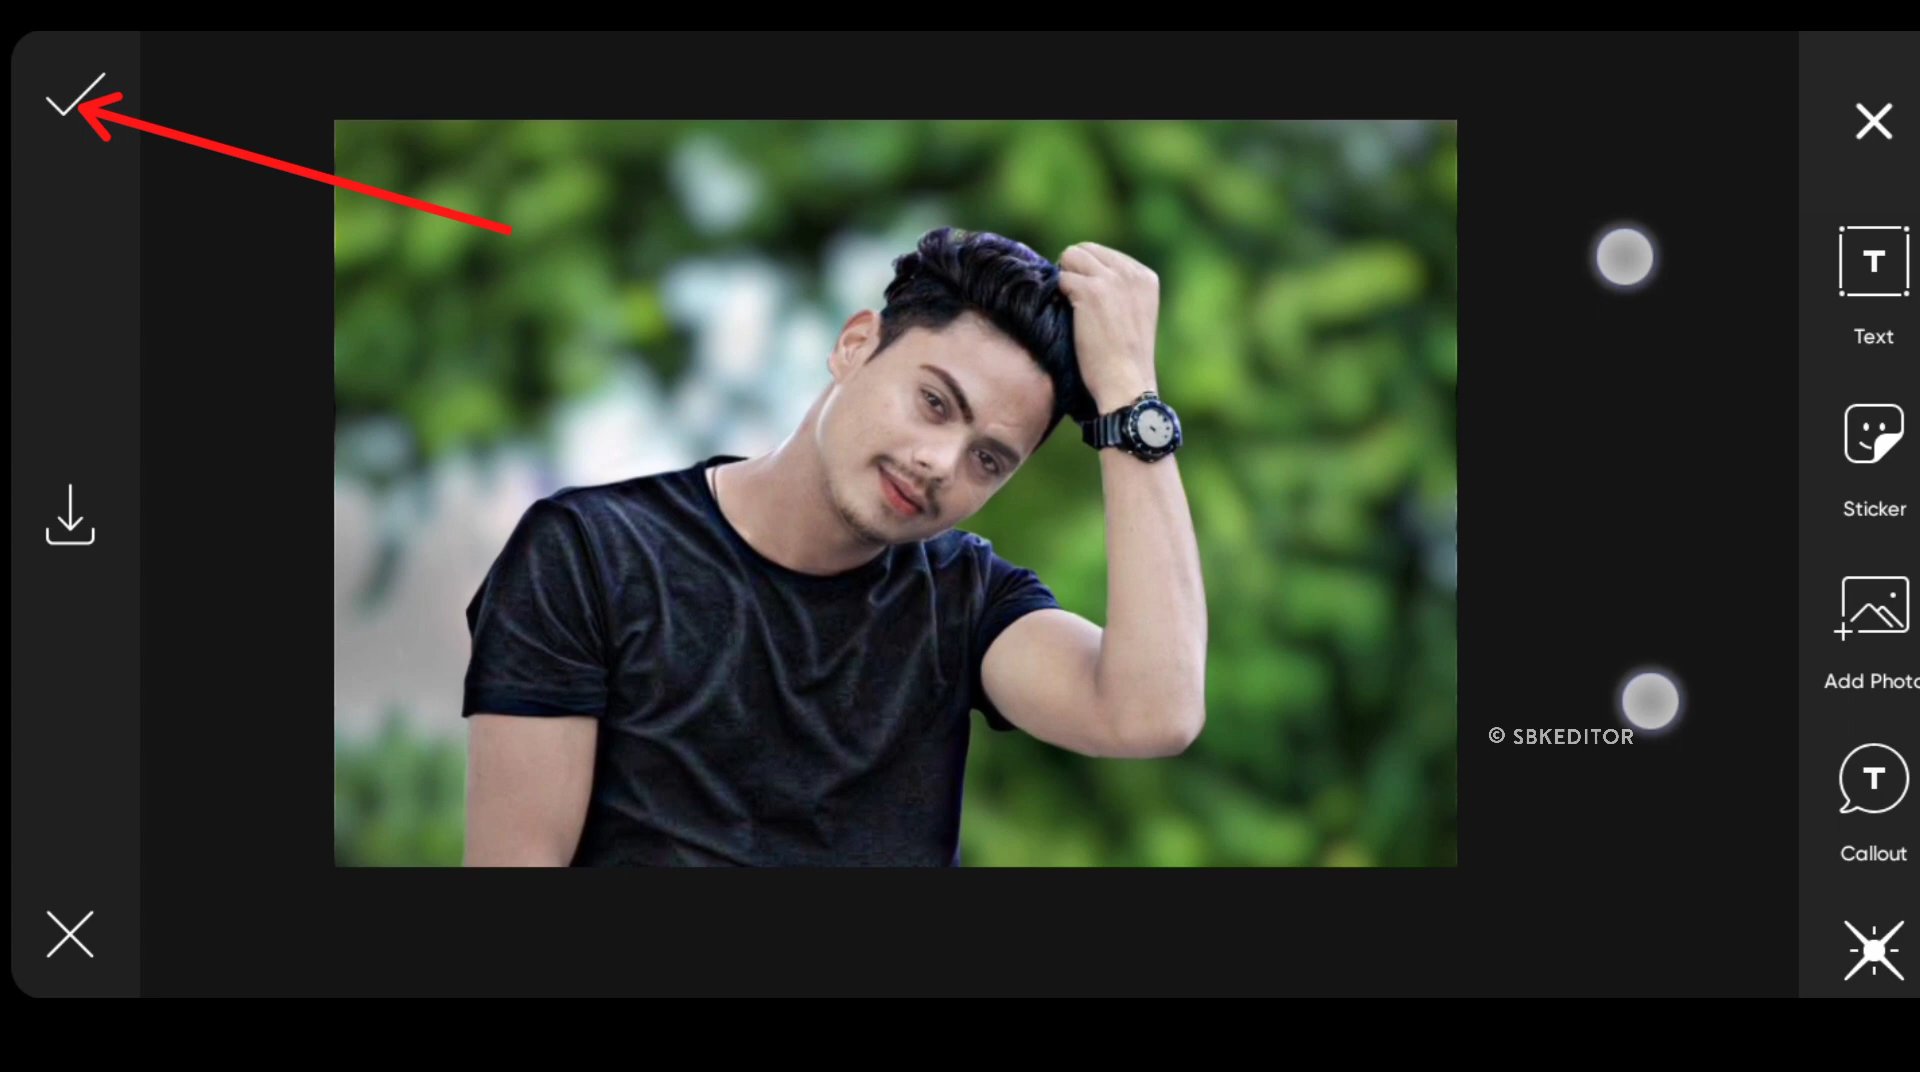 T
Text
Sticker
Add Photo
© SBKEDITOR
T
Callout